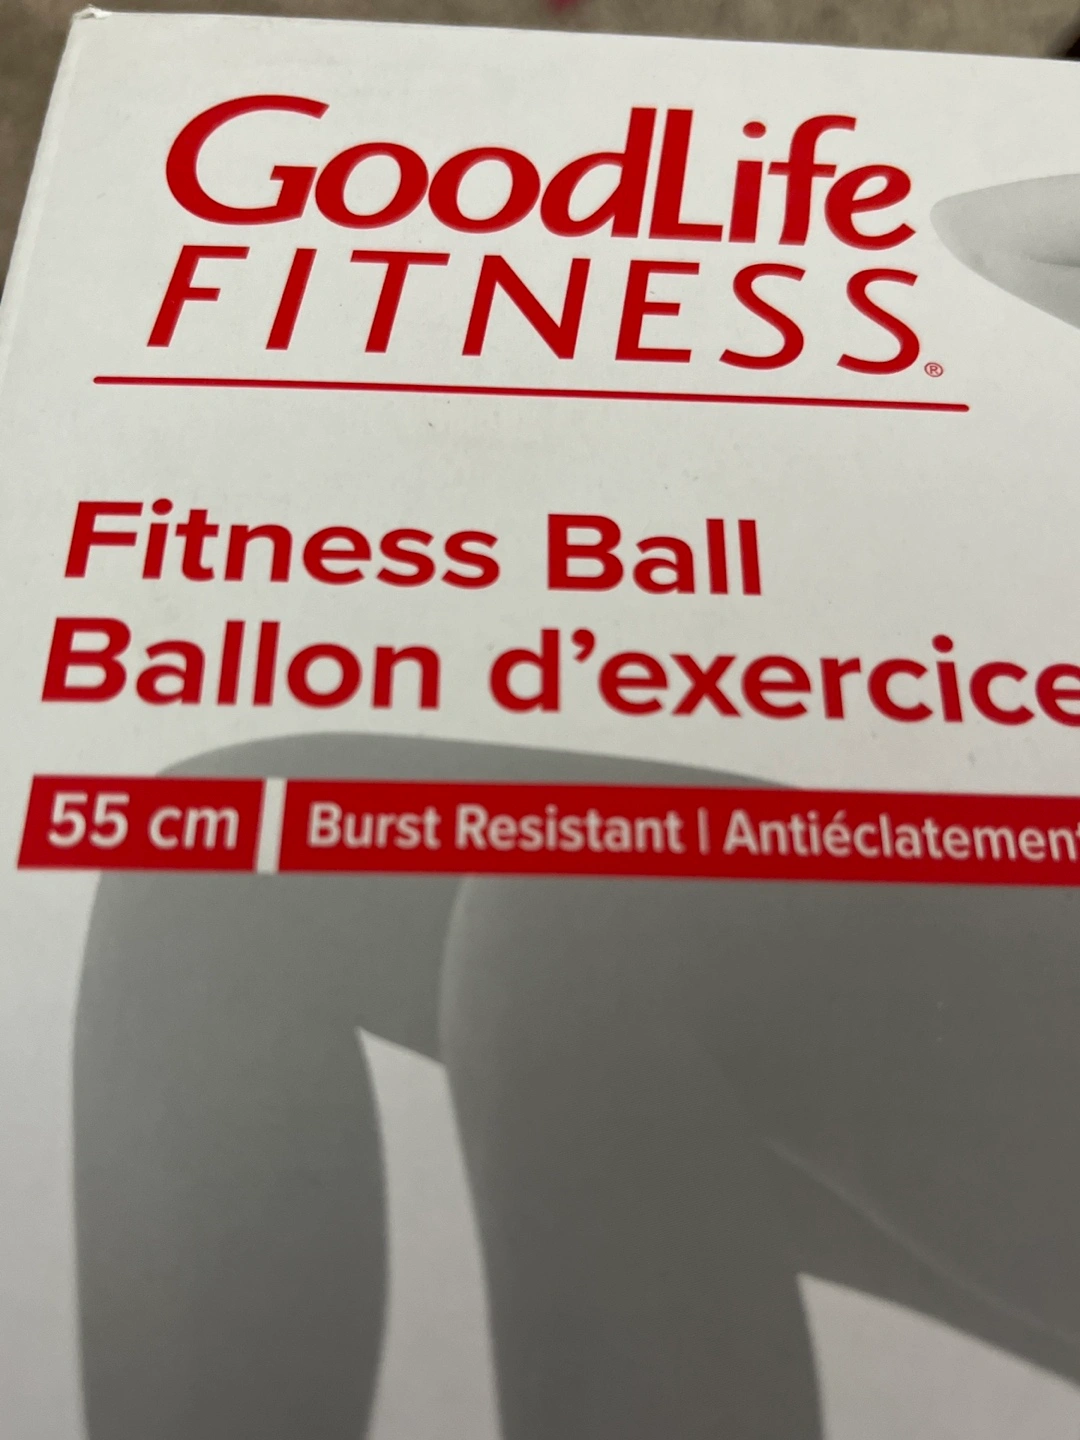 GoodLife
FITNESS®
Fitness Ball
Ballon d’exercice
55 cm | Burst Resistant | Antiéclatement